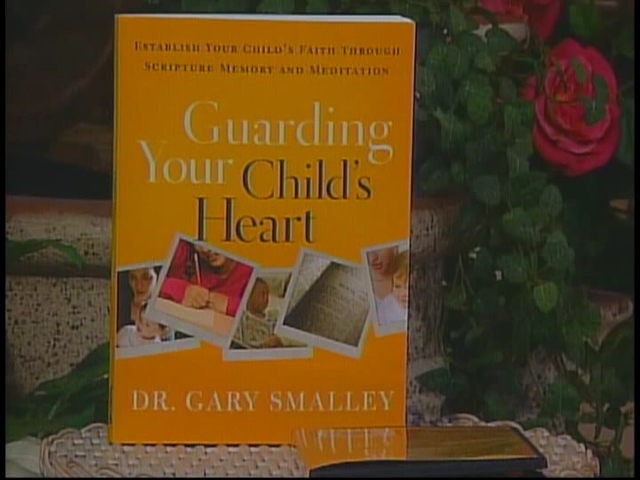 Establish Your Child's Faith Through
Scripture Memory and Meditation
Guarding
Your Child's
Heart
DR. GARY SMALLEY